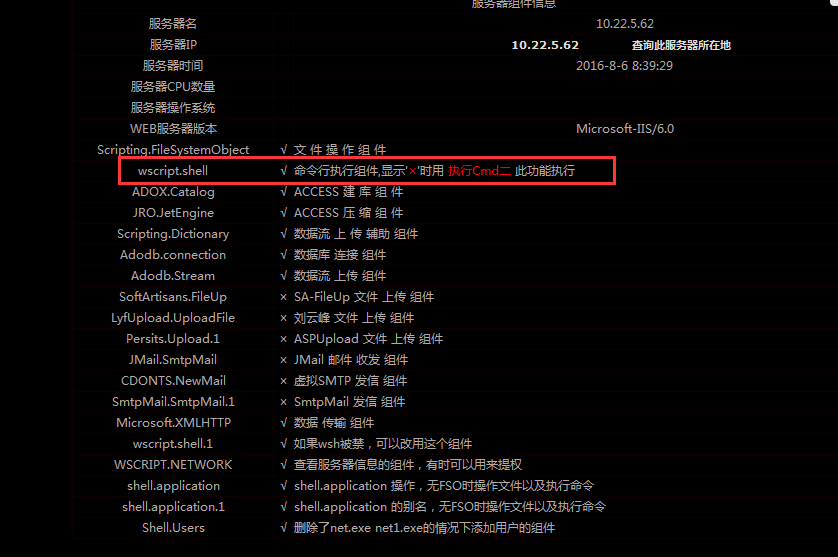 服务器组件信息
服务器名 10.22.5.62
服务器IP 10.22.5.62 查询此服务器所在地
服务器时间 2016-8-6 8:39:29
服务器CPU数量
服务器操作系统
WEB服务器版本 Microsoft-IIS/6.0
Scripting.FileSystemObject √ 文 件 操 作 组 件
wscript.shell √ 命令行执行组件,显示'×'时用 执行Cmd二 此功能执行
ADOX.Catalog √ ACCESS 建 库 组 件
JRO.JetEngine √ ACCESS 压 缩 组 件
Scripting.Dictionary √ 数据流 上 传 辅助 组件
Adodb.connection √ 数据库 连接 组件
Adodb.Stream √ 数据流 上传 组件
SoftArtisans.FileUp × SA-FileUp 文件 上传 组件
LyfUpload.UploadFile × 刘云峰 文件 上传 组件
Persits.Upload.1 × ASPUpload 文件 上传 组件
JMail.SmtpMail × JMail 邮件 收发 组件
CDONTS.NewMail × 虚拟SMTP 发信 组件
SmtpMail.SmtpMail.1 × SmtpMail 发信 组件
Microsoft.XMLHTTP √ 数据 传输 组件
wscript.shell.1 √ 如果wsh被禁，可以改用这个组件
WSCRIPT.NETWORK √ 查看服务器信息的组件，有时可以用来提权
shell.application √ shell.application 操作，无FSO时操作文件以及执行命令
shell.application.1 √ shell.application 的别名，无FSO时操作文件以及执行命令
Shell.Users √ 删除了net.exe net1.exe的情况下添加用户的组件